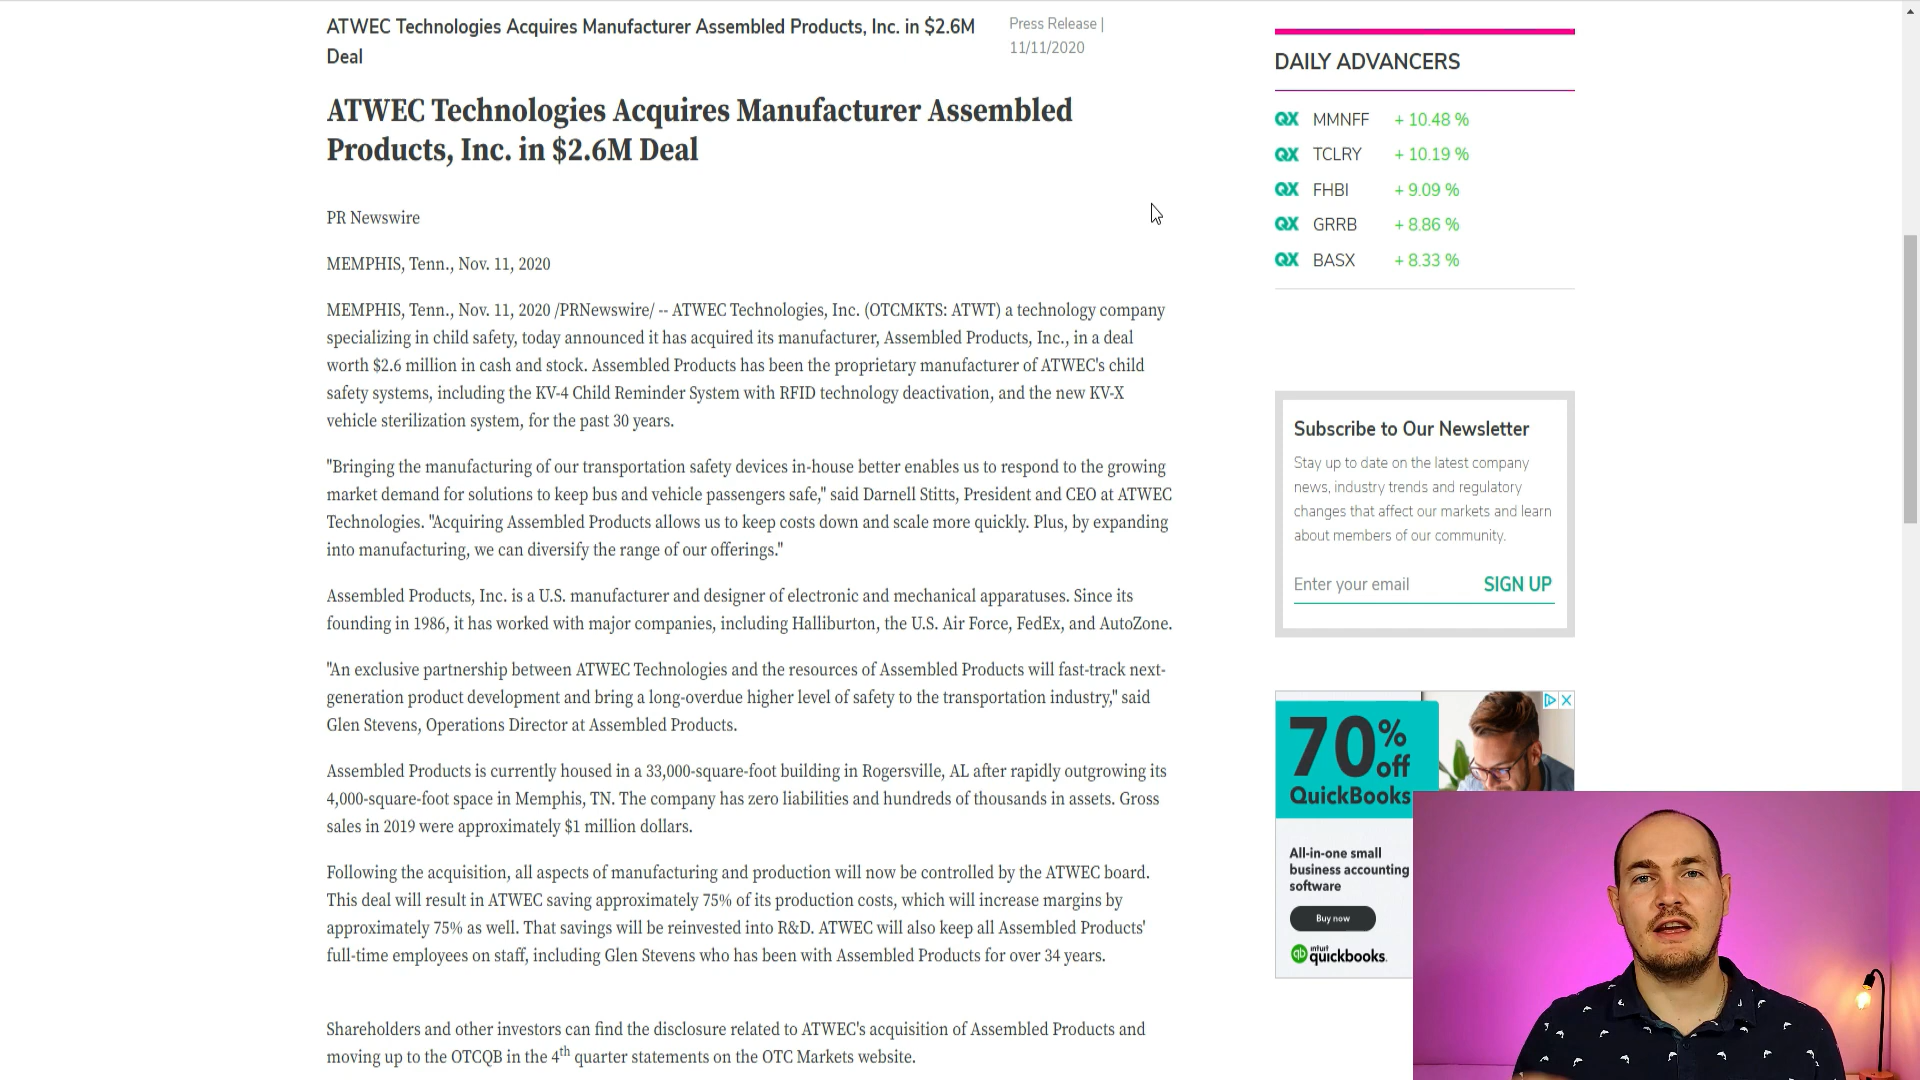 ATWEC Technologies Acquires Manufacturer Assembled Products, Inc. in $2.6M
Deal
Press Release |
11/11/2020
ATWEC Technologies Acquires Manufacturer Assembled
Products, Inc. in $2.6M Deal
PR Newswire
MEMPHIS, Tenn., Nov. 11, 2020
MEMPHIS, Tenn., Nov. 11, 2020 /PRNewswire/ -- ATWEC Technologies, Inc. (OTCMKTS: ATWT) a technology company
specializing in child safety, today announced it has acquired its manufacturer, Assembled Products, Inc., in a deal
worth $2.6 million in cash and stock. Assembled Products has been the proprietary manufacturer of ATWEC's child
safety systems, including the KV-4 Child Reminder System with RFID technology deactivation, and the new KV-X
vehicle sterilization system, for the past 30 years.
"Bringing the manufacturing of our transportation safety devices in-house better enables us to respond to the growing
market demand for solutions to keep bus and vehicle passengers safe," said Darnell Stitts, President and CEO at ATWEC
Technologies. "Acquiring Assembled Products allows us to keep costs down and scale more quickly. Plus, by expanding
into manufacturing, we can diversify the range of our offerings."
Assembled Products, Inc. is a U.S. manufacturer and designer of electronic and mechanical apparatuses. Since its
founding in 1986, it has worked with major companies, including Halliburton, the U.S. Air Force, FedEx, and AutoZone.
"An exclusive partnership between ATWEC Technologies and the resources of Assembled Products will fast-track next-
generation product development and bring a long-overdue higher level of safety to the transportation industry," said
Glen Stevens, Operations Director at Assembled Products.
Assembled Products is currently housed in a 33,000-square-foot building in Rogersville, AL after rapidly outgrowing its
4,000-square-foot space in Memphis, TN. The company has zero liabilities and hundreds of thousands in assets. Gross
sales in 2019 were approximately $1 million dollars.
Following the acquisition, all aspects of manufacturing and production will now be controlled by the ATWEC board.
This deal will result in ATWEC saving approximately 75% of its production costs, which will increase margins by
approximately 75% as well. That savings will be reinvested into R&D. ATWEC will also keep all Assembled Products'
full-time employees on staff, including Glen Stevens who has been with Assembled Products for over 34 years.
Shareholders and other investors can find the disclosure related to ATWEC's acquisition of Assembled Products and
moving up to the OTCQB in the 4th quarter statements on the OTC Markets website.
DAILY ADVANCERS
QX MMNFF + 10.48 %
QX TCLRY + 10.19 %
QX FHBI + 9.09 %
QX GRRB + 8.86 %
QX BASX + 8.33 %
Subscribe to Our Newsletter
Stay up to date on the latest company
news, industry trends and regulatory
changes that affect our markets and learn
about members of our community.
Enter your email SIGN UP
70% off
QuickBooks
All-in-one small
business accounting
software
Buy now
qb intuit quickbooks.